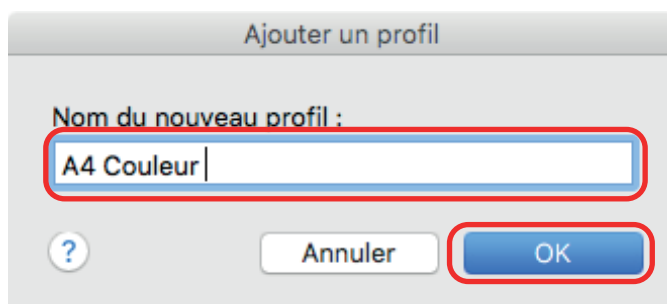 Ajouter un profil
Nom du nouveau profil :
A4 Couleur
? Annuler OK